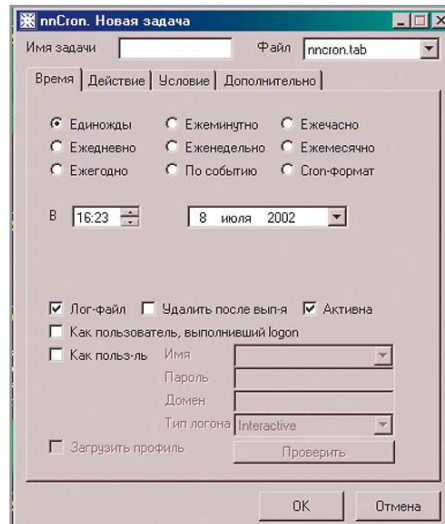 nnCron. Новая задача
Имя задачи Файл nncron.tab
Время Действие Условие Дополнительно
Единожды Ежеминутно Ежечасно
Ежедневно Еженедельно Ежемесячно
Ежегодно По событию Cron-формат
В 16:23 8 июля 2002
Лог-файл Удалить после вып-я Активна
Как пользователь, выполнивший logon
Как польз-ль Имя
Пароль
Домен
Тип логона Interactive
Загрузить профиль Проверить
OK Отмена